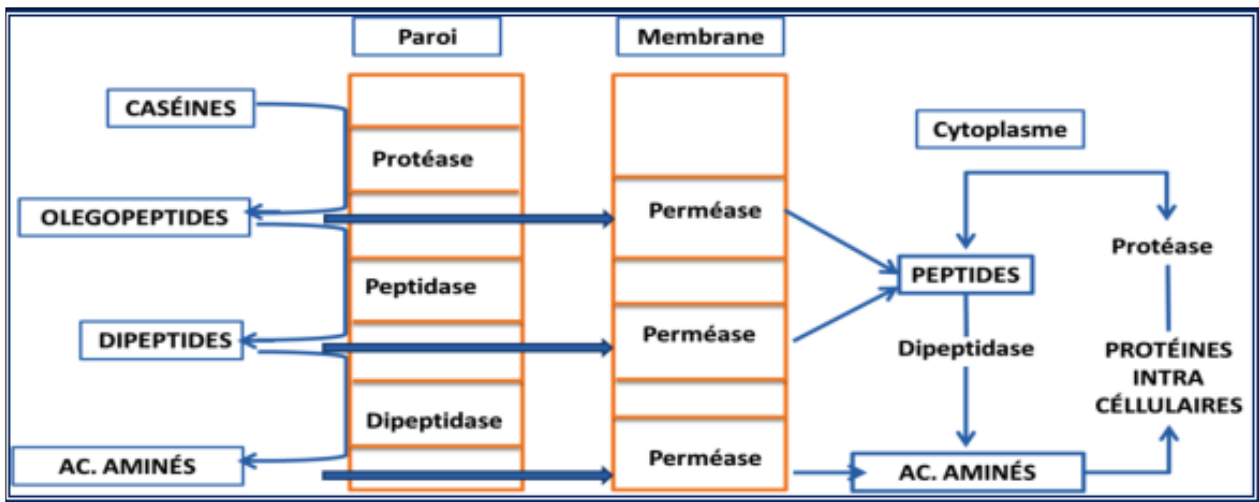 Paroi
Membrane
CASÉINES
Cytoplasme
Protéase
OLEGOPEPTIDES
Perméase
Protéase
PEPTIDES
Peptidase
DIPEPTIDES
Perméase
Dipeptidase
PROTÉINES
INTRA
CÉLLULAIRES
Dipeptidase
AC. AMINÉS
Perméase
AC. AMINÉS